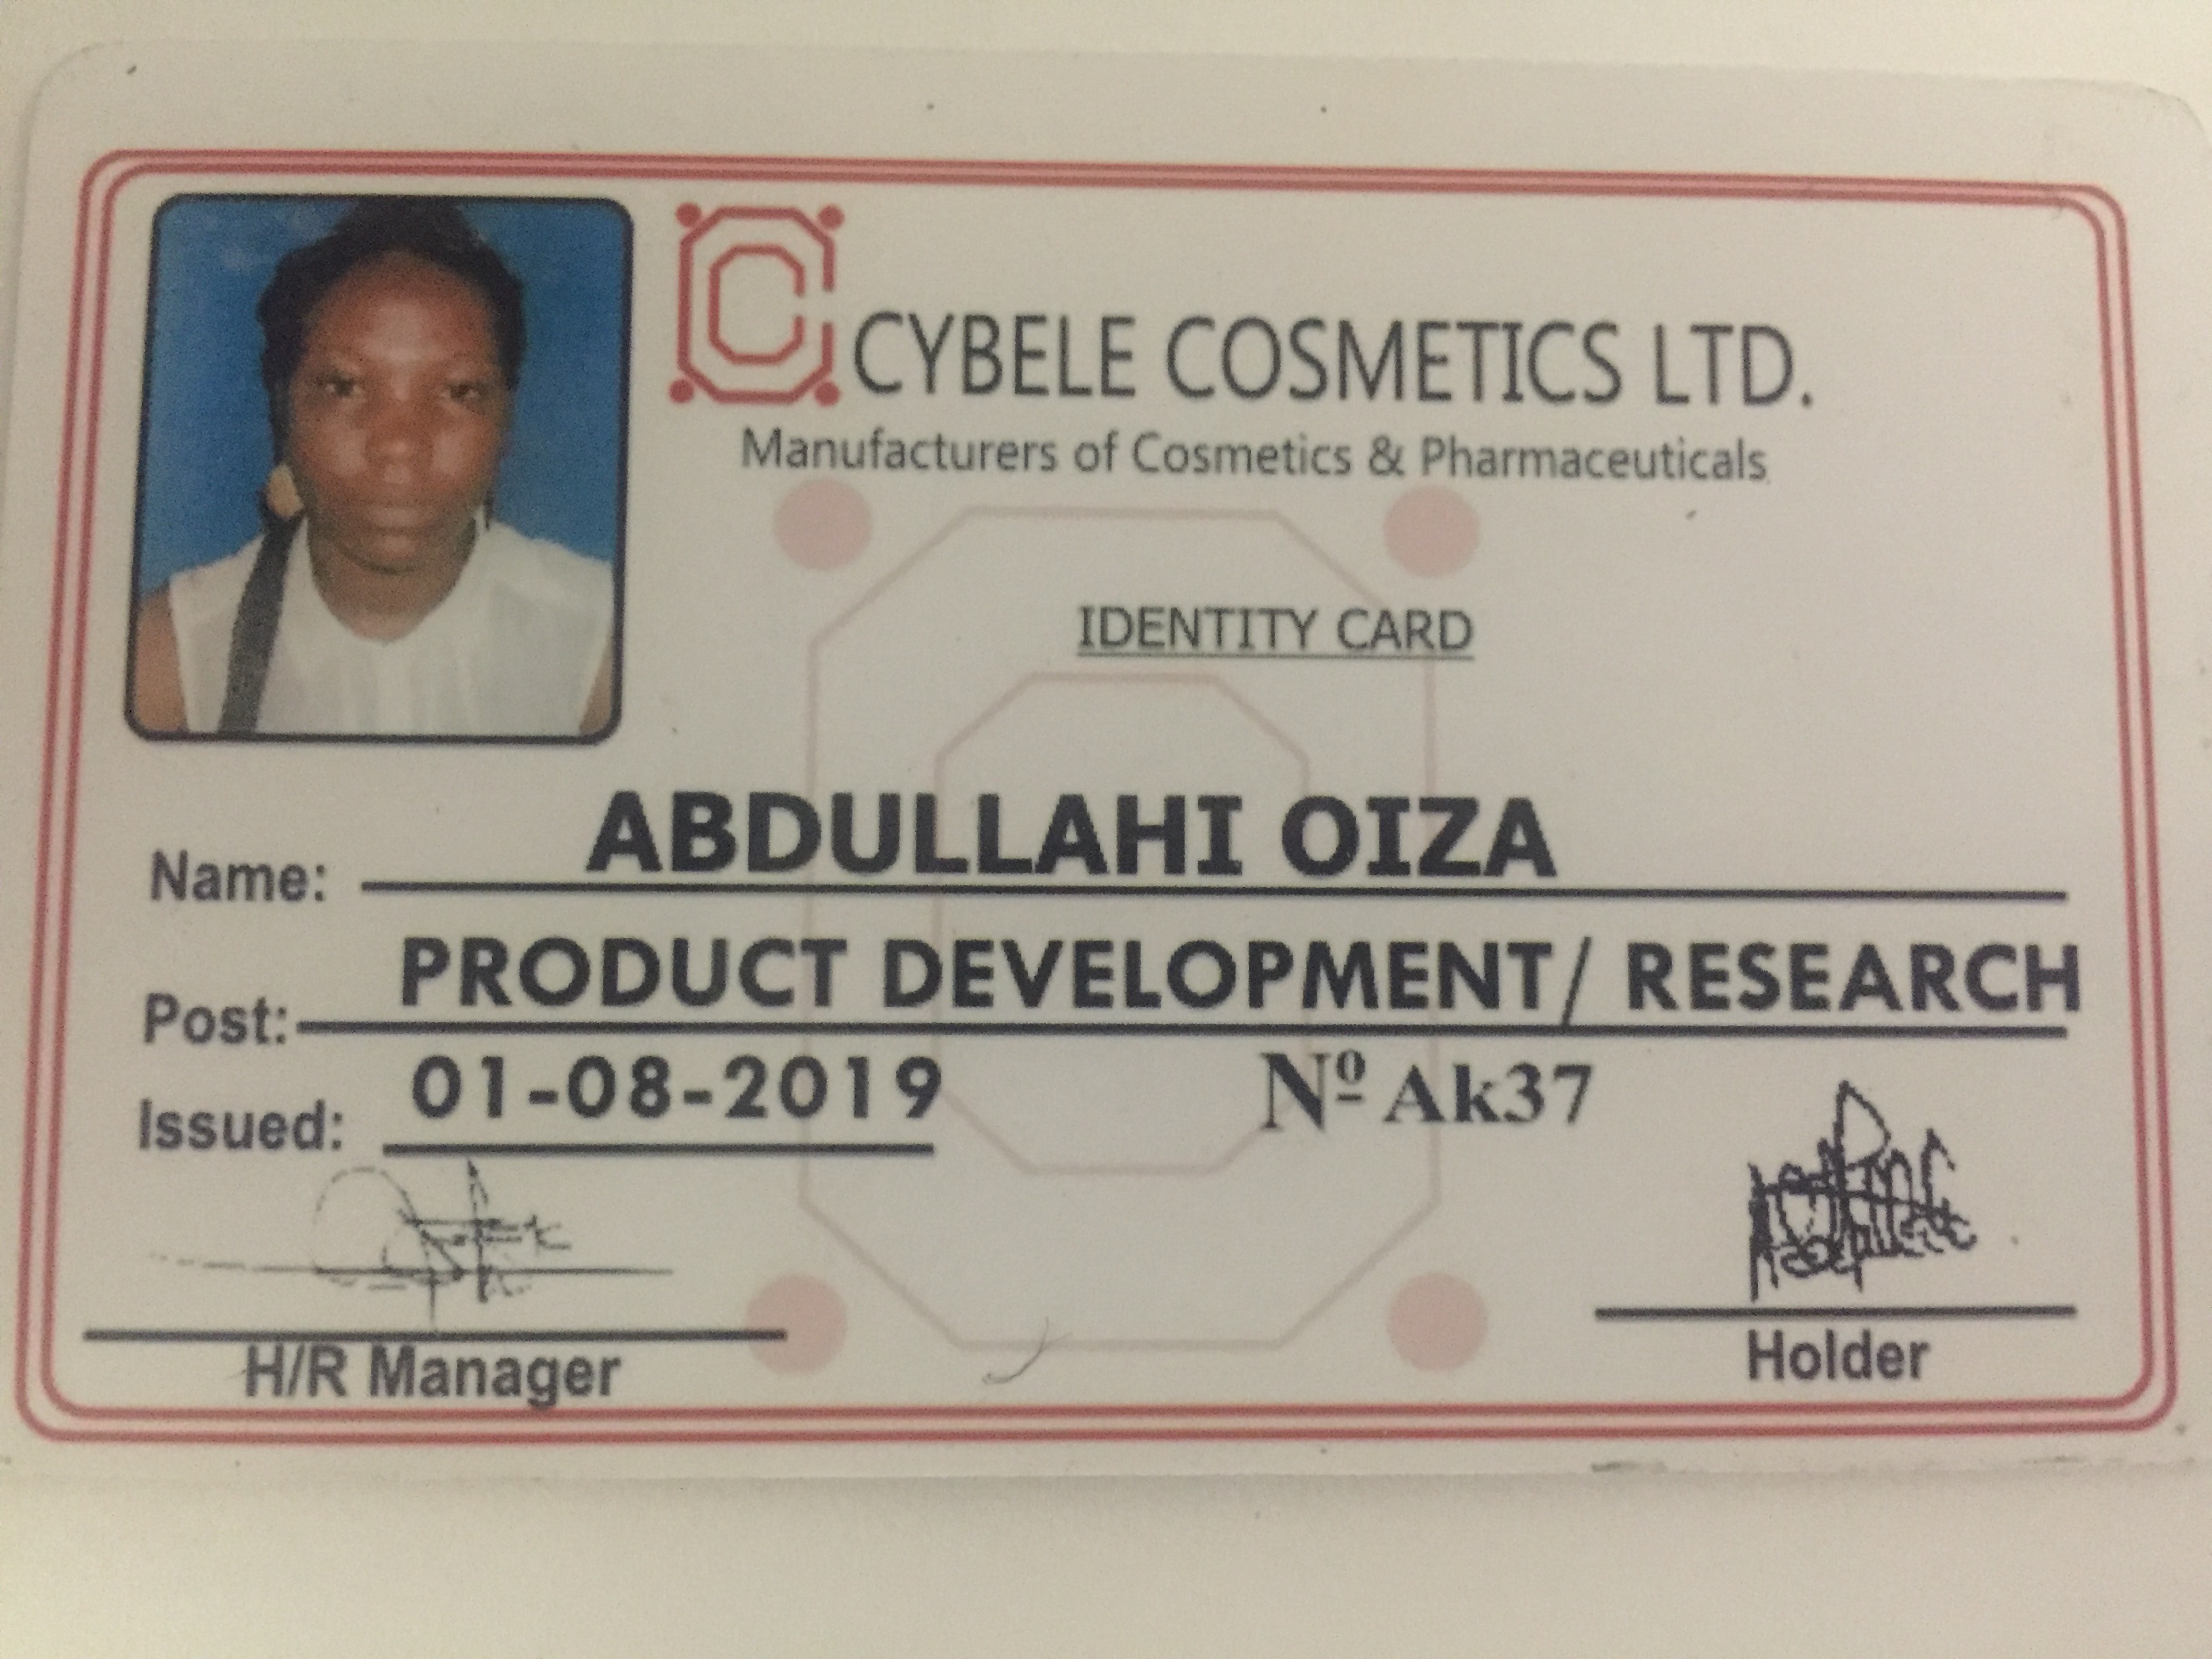 CYBELE COSMETICS LTD.
Manufacturers of Cosmetics & Pharmaceuticals
IDENTITY CARD
Name: ABDULLAHI OIZA
Post: PRODUCT DEVELOPMENT/ RESEARCH
Issued: 01-08-2019
Nº Ak37
H/R Manager
Holder